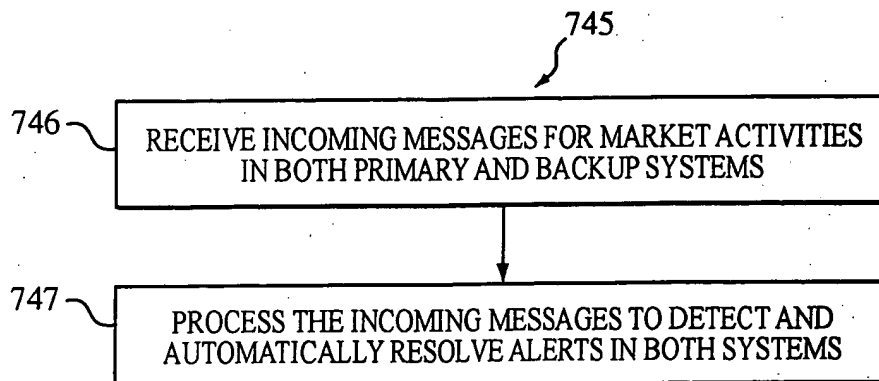 745
746
RECEIVE INCOMING MESSAGES FOR MARKET ACTIVITIES
IN BOTH PRIMARY AND BACKUP SYSTEMS
747
PROCESS THE INCOMING MESSAGES TO DETECT AND
AUTOMATICALLY RESOLVE ALERTS IN BOTH SYSTEMS